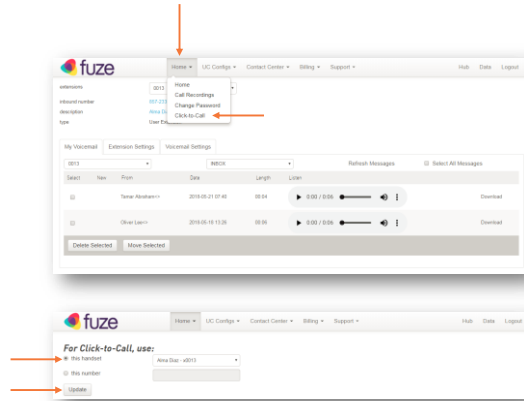 fuze
Home UC Configs Contact Center Billing Support Hub Data Logout
extensions 0013
Home
Call Recordings
inbound number
Change Password
description
Click-to-Call
type
My Voicemail Extension Settings Voicemail Settings
0013 INBOX Refresh Messages Select All Messages
Select New From Date Length Listen
Tamar Abraham<> 2018-05-21 07:40 00:04 0:00 / 0:06 Download
Oliver Lee<> 2018-05-10 13:28 00:06 0:00 / 0:06 Download
Delete Selected Move Selected
fuze
Home UC Configs Contact Center Billing Support Hub Data Logout
For Click-to-Call, use:
this handset Anna Diaz - x0013
this number
Update